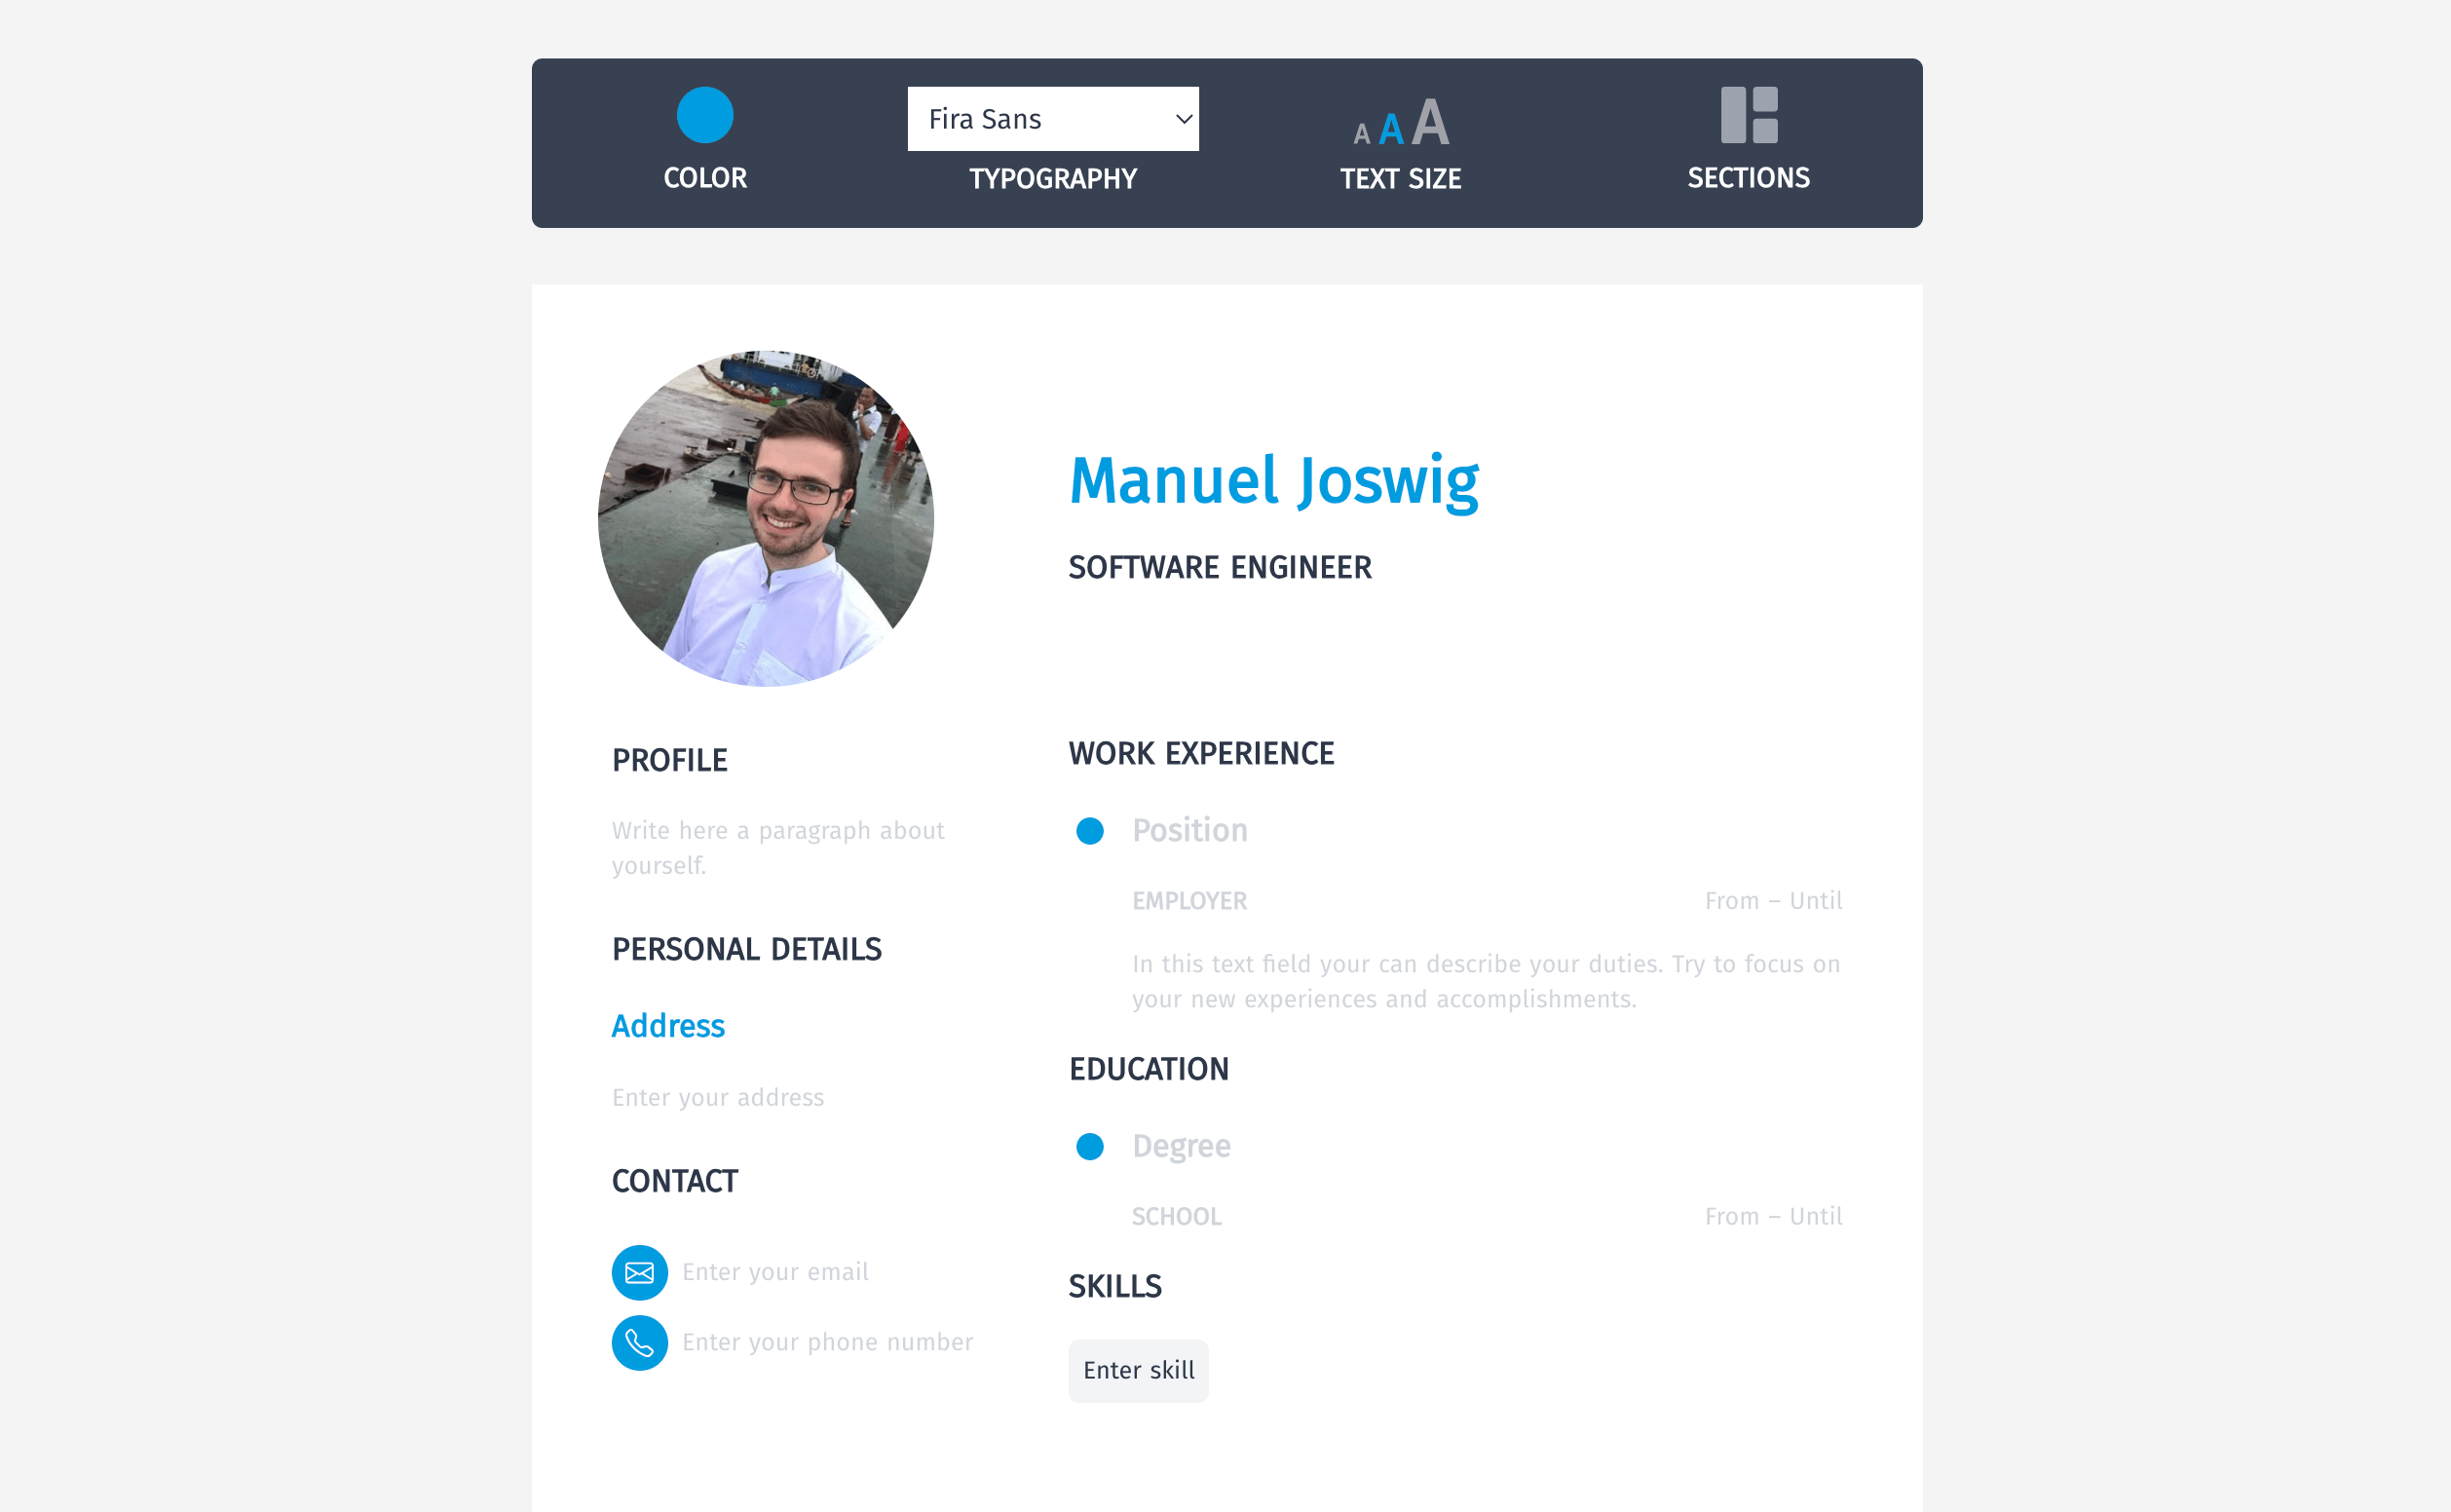 Fira Sans
COLOR
TYPOGRAPHY
A A A
TEXT SIZE
SECTIONS
Manuel Joswig
SOFTWARE ENGINEER
PROFILE
Write here a paragraph about
yourself.
PERSONAL DETAILS
Address
Enter your address
CONTACT
Enter your email
Enter your phone number
WORK EXPERIENCE
Position
EMPLOYER
From – Until
In this text field your can describe your duties. Try to focus on
your new experiences and accomplishments.
EDUCATION
Degree
SCHOOL
From – Until
SKILLS
Enter skill